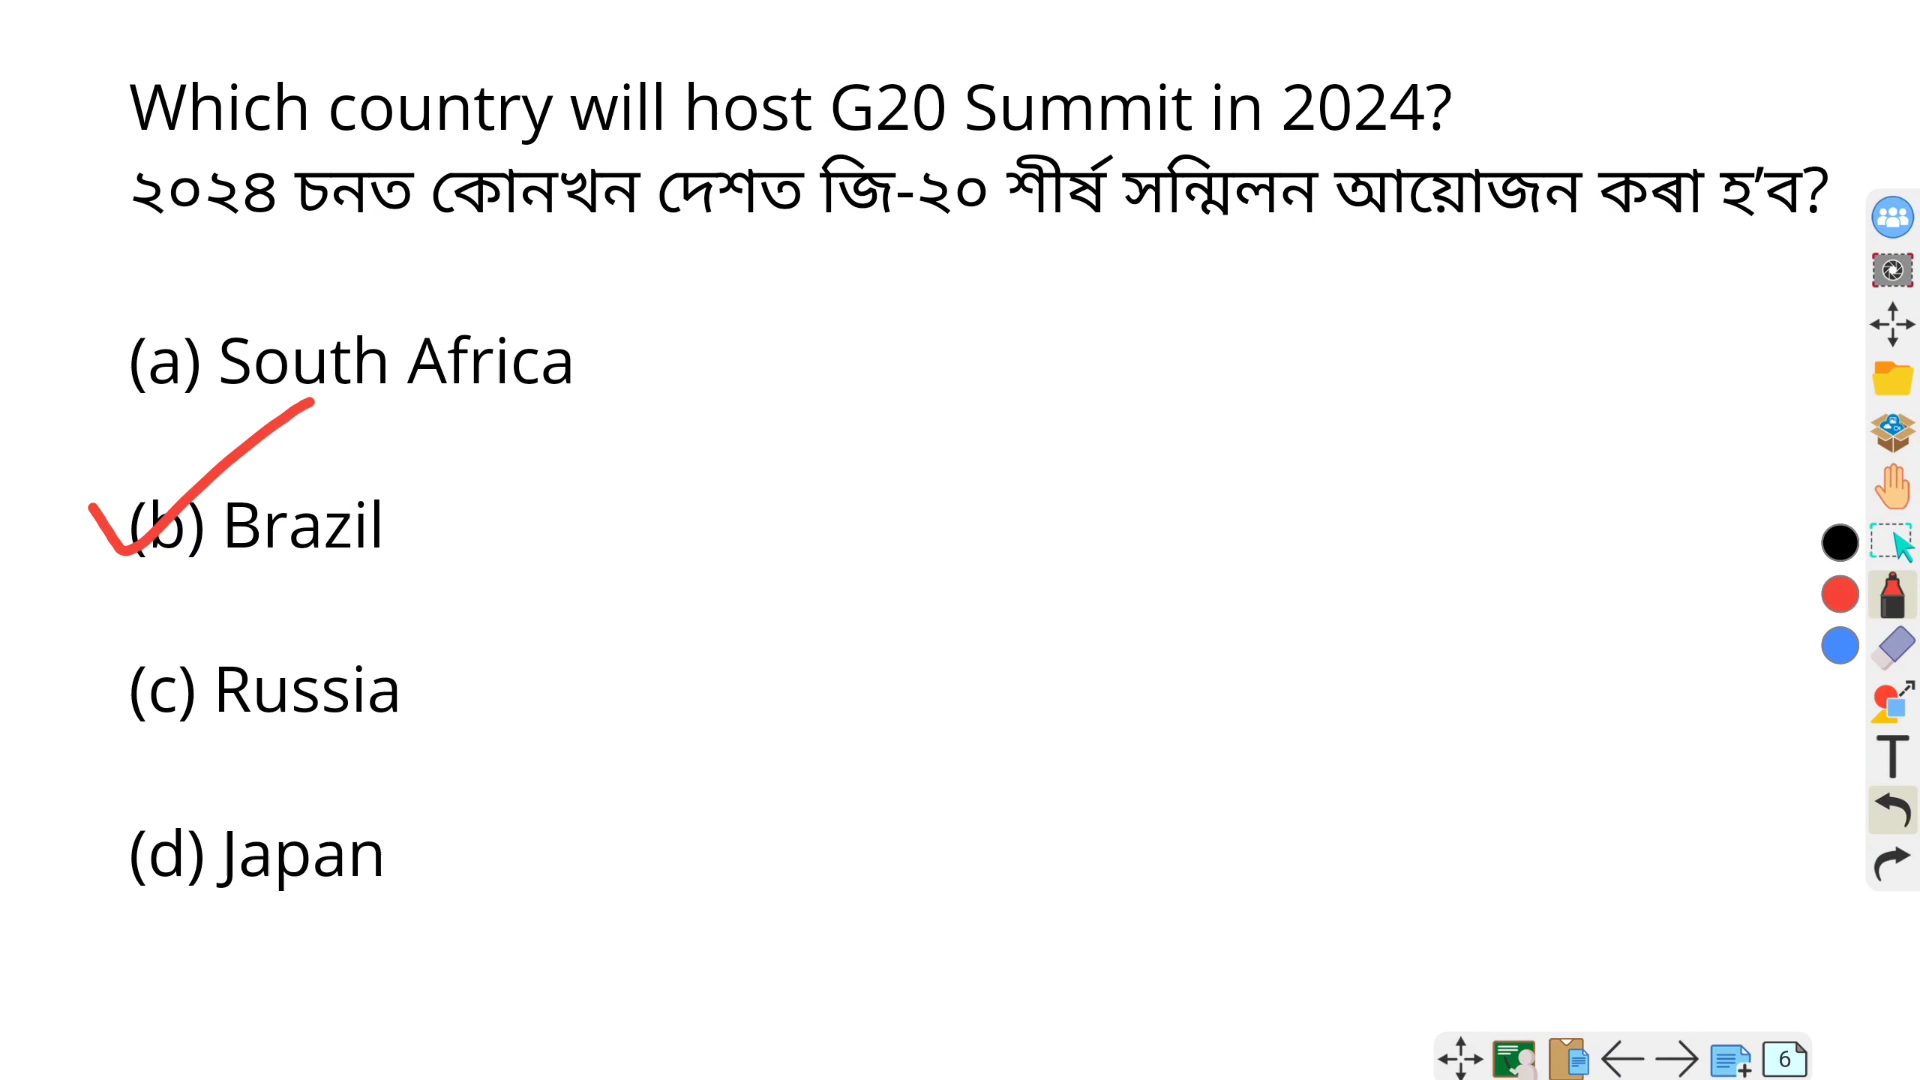 Which country will host G20 Summit in 2024?
২০২৪ চনত কোনখন দেশত জি-২০ শীৰ্ষ সন্মিলন আয়োজন কৰা হ’ব?
(a) South Africa
(b) Brazil
(c) Russia
(d) Japan
T
6